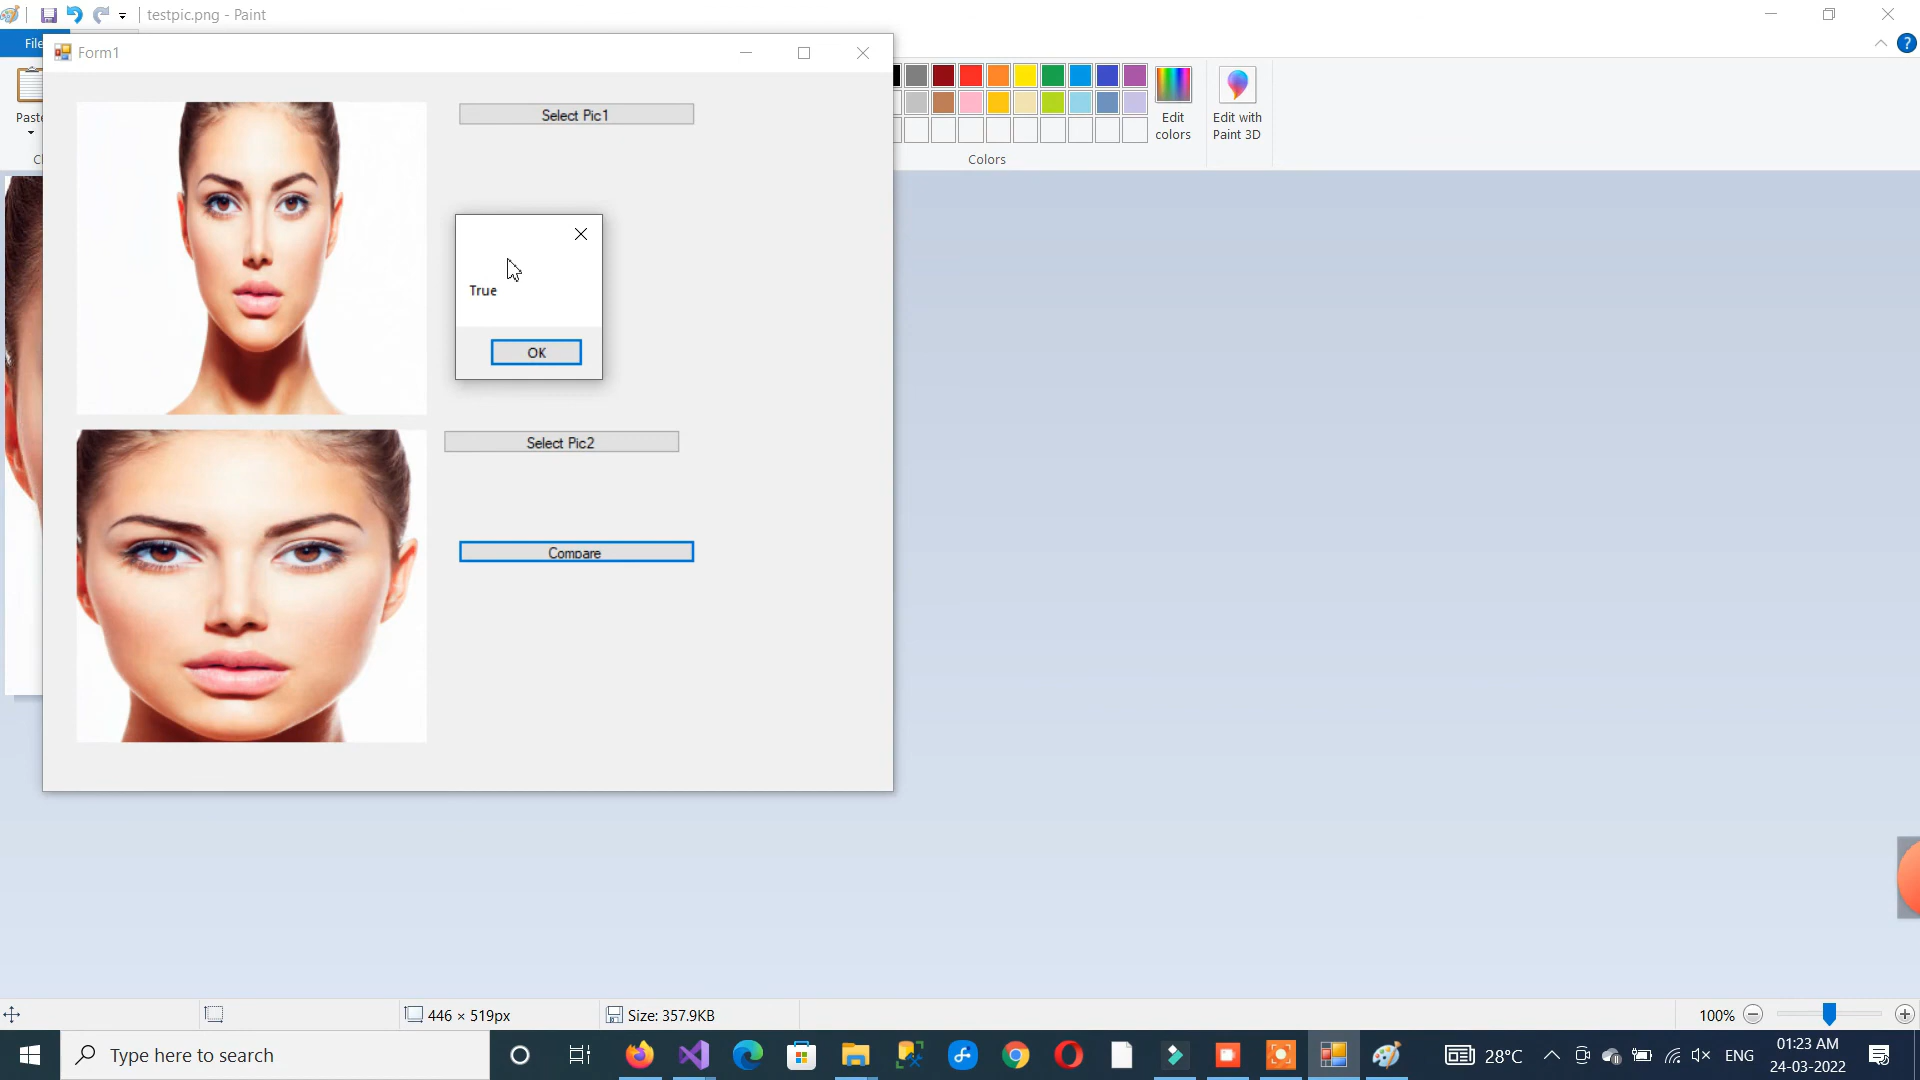 testpic.png - Paint
File
Form1
Paste
Select Pic1
True
OK
Select Pic2
Compare
Edit
colors
Edit with
Paint 3D
Colors
?
446 × 519px
Size: 357.9KB
100%
Type here to search
28°C
ENG
01:23 AM
24-03-2022